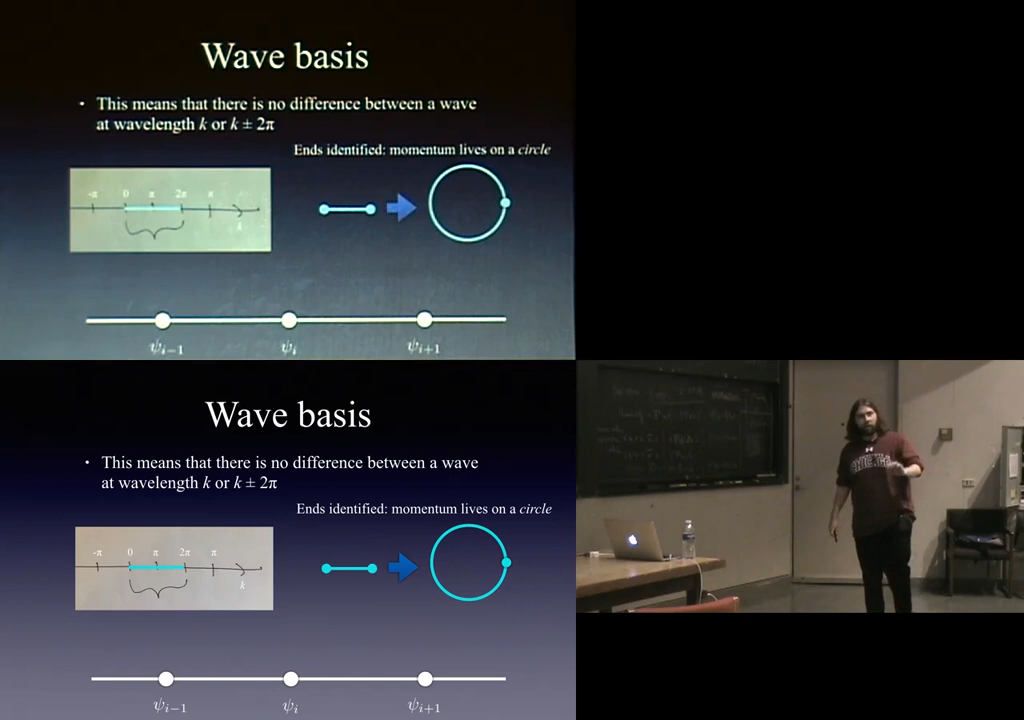 Wave basis
• This means that there is no difference between a wave
at wavelength k or k ± 2π
Ends identified: momentum lives on a circle
-π 0 π 2π π
k
ψᵢ₋₁ ψᵢ ψᵢ₊₁
Wave basis
• This means that there is no difference between a wave
at wavelength k or k ± 2π
Ends identified: momentum lives on a circle
-π 0 π 2π π
k
ψᵢ₋₁ ψᵢ ψᵢ₊₁
CHICAGO